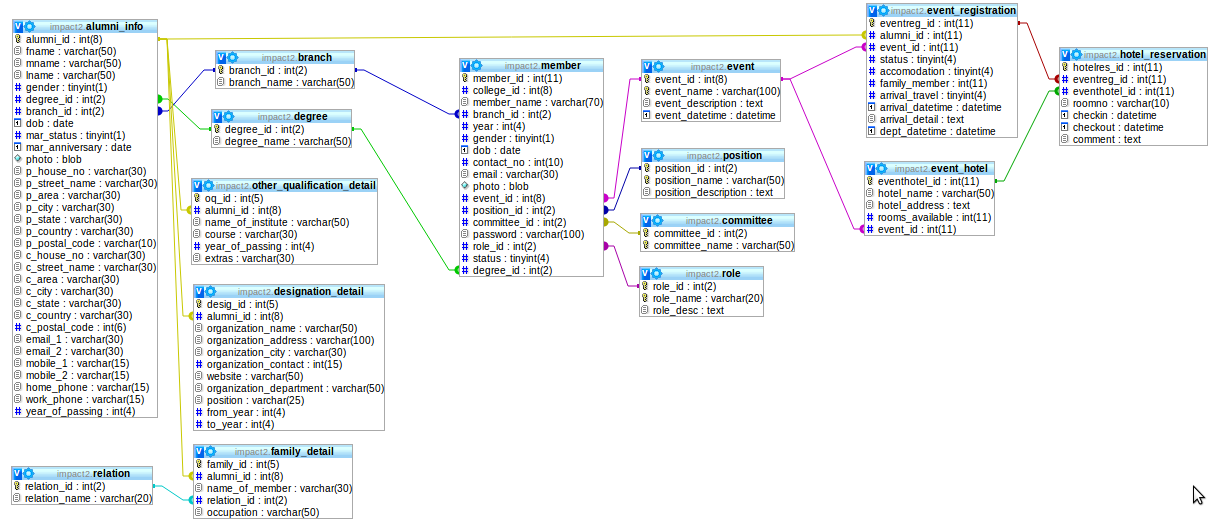 impact2.alumni_info
alumni_id : int(8)
fname : varchar(50)
mname : varchar(50)
lname : varchar(50)
gender : tinyint(1)
degree_id : int(2)
branch_id : int(2)
dob : date
mar_status : tinyint(1)
mar_anniversary : date
photo : blob
p_house_no : varchar(30)
p_street_name : varchar(30)
p_area : varchar(30)
p_city : varchar(30)
p_state : varchar(30)
p_country : varchar(30)
p_postal_code : varchar(10)
c_house_no : varchar(30)
c_street_name : varchar(30)
c_area : varchar(30)
c_city : varchar(30)
c_state : varchar(30)
c_country : varchar(30)
c_postal_code : int(6)
email_1 : varchar(30)
email_2 : varchar(30)
mobile_1 : varchar(15)
mobile_2 : varchar(15)
home_phone : varchar(15)
work_phone : varchar(15)
year_of_passing : int(4)
impact2.relation
relation_id : int(2)
relation_name : varchar(20)
impact2.branch
branch_id : int(2)
branch_name : varchar(50)
impact2.degree
degree_id : int(2)
degree_name : varchar(50)
impact2.other_qualification_detail
oq_id : int(5)
alumni_id : int(8)
name_of_institute : varchar(50)
course : varchar(30)
year_of_passing : int(4)
extras : varchar(30)
impact2.designation_detail
desig_id : int(5)
alumni_id : int(8)
organization_name : varchar(50)
organization_address : varchar(100)
organization_city : varchar(30)
organization_contact : int(15)
website : varchar(50)
organization_department : varchar(50)
position : varchar(25)
from_year : int(4)
to_year : int(4)
impact2.family_detail
family_id : int(5)
alumni_id : int(8)
name_of_member : varchar(30)
relation_id : int(2)
occupation : varchar(50)
impact2.member
member_id : int(11)
college_id : int(8)
member_name : varchar(70)
branch_id : int(2)
year : int(4)
gender : tinyint(1)
dob : date
contact_no : int(10)
email : varchar(30)
photo : blob
event_id : int(8)
position_id : int(2)
committee_id : int(2)
password : varchar(100)
role_id : int(2)
status : tinyint(4)
degree_id : int(2)
impact2.event
event_id : int(8)
event_name : varchar(100)
event_description : text
event_datetime : datetime
impact2.position
position_id : int(2)
position_name : varchar(50)
position_description : text
impact2.committee
committee_id : int(2)
committee_name : varchar(50)
impact2.role
role_id : int(2)
role_name : varchar(20)
role_desc : text
impact2.event_registration
eventreg_id : int(11)
alumni_id : int(11)
event_id : int(11)
status : tinyint(4)
accomodation : tinyint(4)
family_member : int(11)
arrival_travel : tinyint(4)
arrival_datetime : datetime
arrival_detail : text
dept_datetime : datetime
impact2.event_hotel
eventhotel_id : int(11)
hotel_name : varchar(50)
hotel_address : text
rooms_available : int(11)
event_id : int(11)
impact2.hotel_reservation
hotelres_id : int(11)
eventreg_id : int(11)
eventhotel_id : int(11)
roomno : varchar(10)
checkin : datetime
checkout : datetime
comment : text